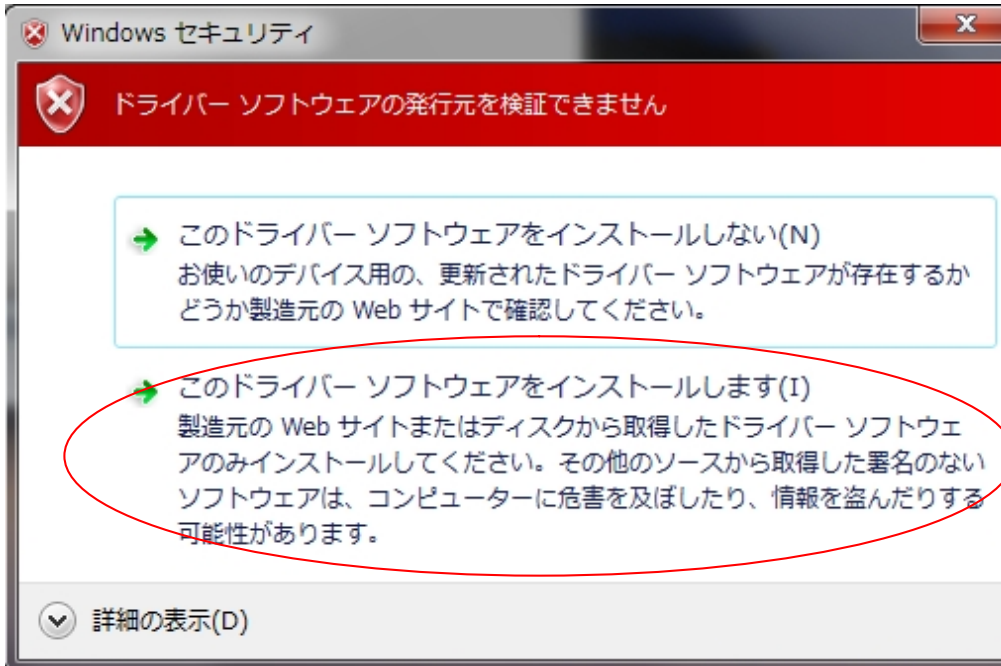 Windows セキュリティ
ドライバー ソフトウェアの発行元を検証できません
このドライバー ソフトウェアをインストールしない(N)
お使いのデバイス用の、更新されたドライバー ソフトウェアが存在するか
どうか製造元の Web サイトで確認してください。
このドライバー ソフトウェアをインストールします(I)
製造元の Web サイトまたはディスクから取得したドライバー ソフトウェ
アのみインストールしてください。その他のソースから取得した署名のない
ソフトウェアは、コンピューターに危害を及ぼしたり、情報を盗んだりする
可能性があります。
詳細の表示(D)